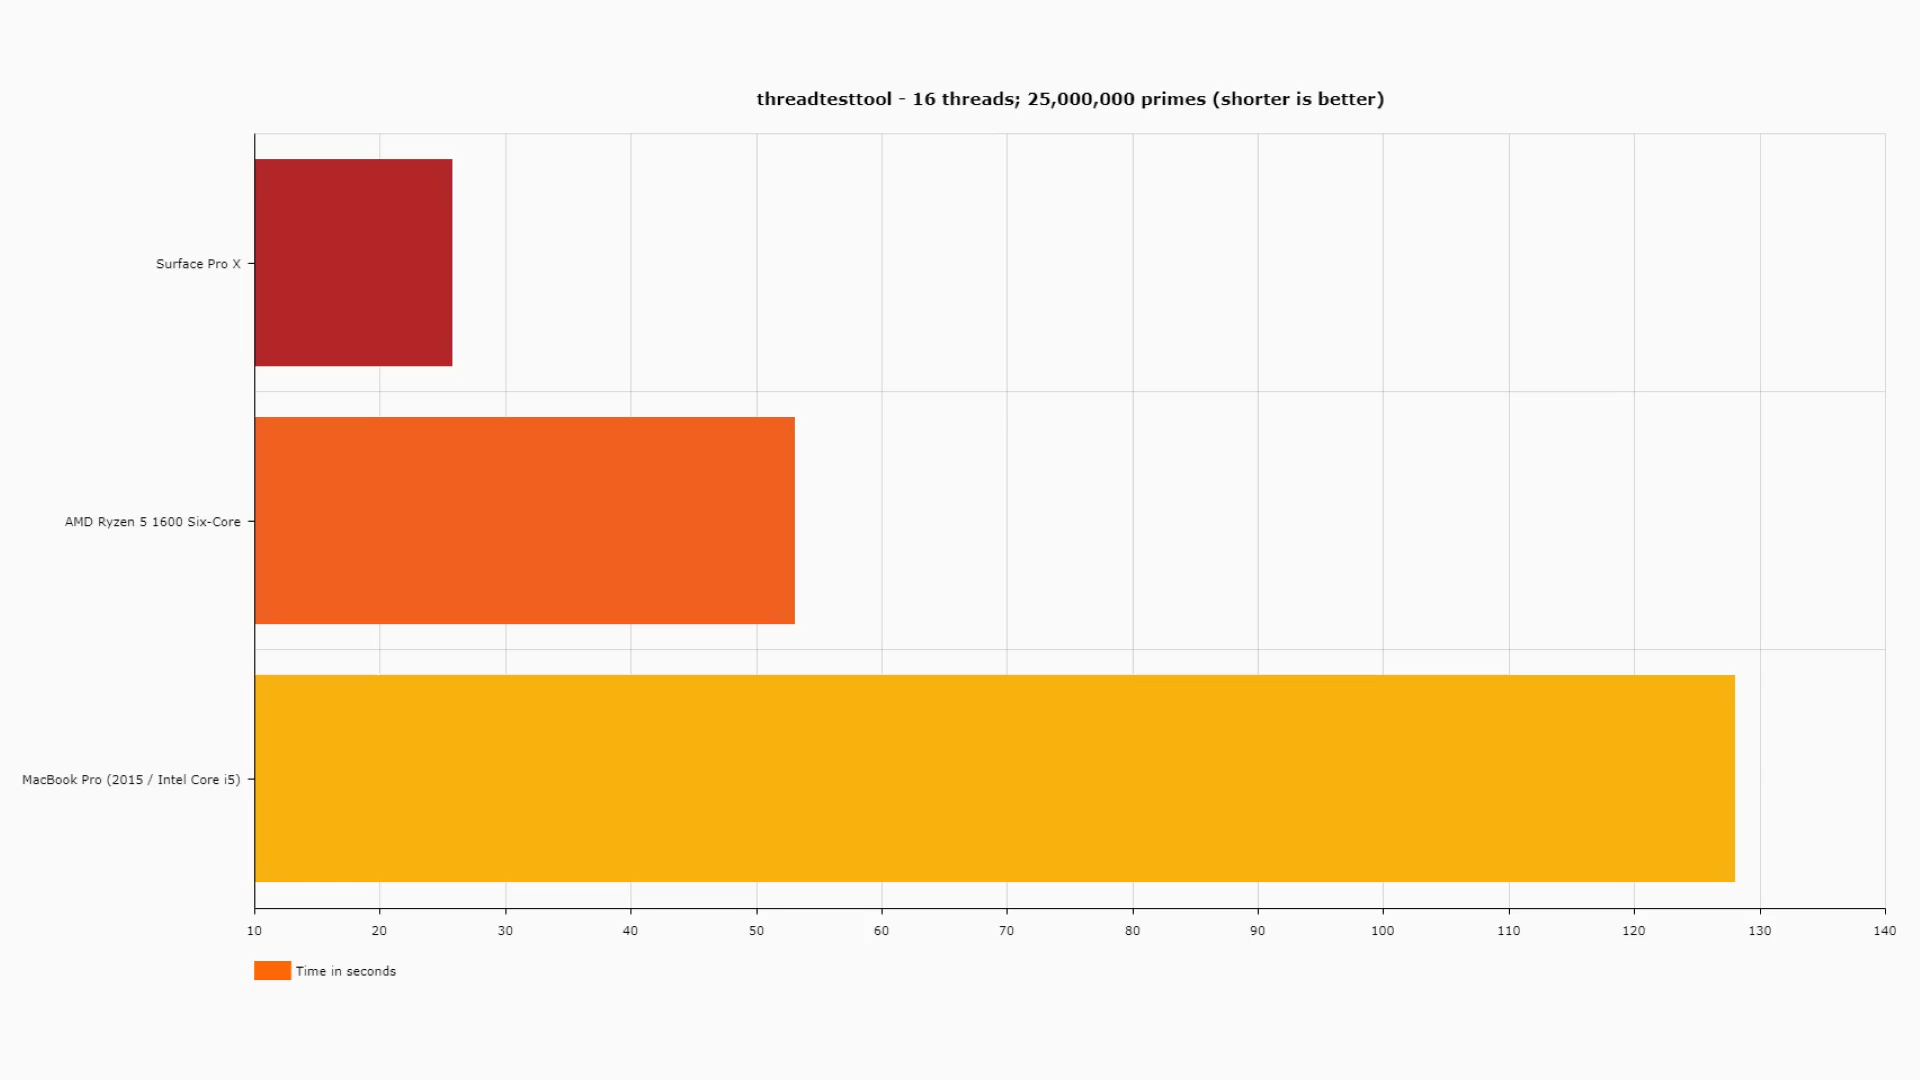 threadtesttool - 16 threads; 25,000,000 primes (shorter is better)
Surface Pro X
AMD Ryzen 5 1600 Six-Core
MacBook Pro (2015 / Intel Core i5)
10 20 30 40 50 60 70 80 90 100 110 120 130 140
Time in seconds